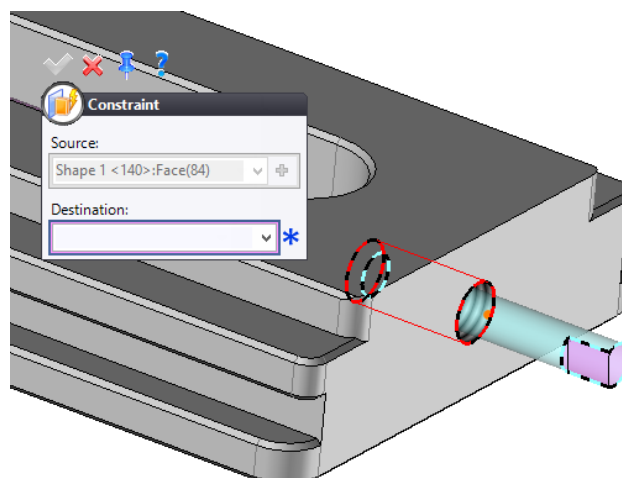 Constraint
Source:
Shape 1 <140>:Face(84)
Destination: